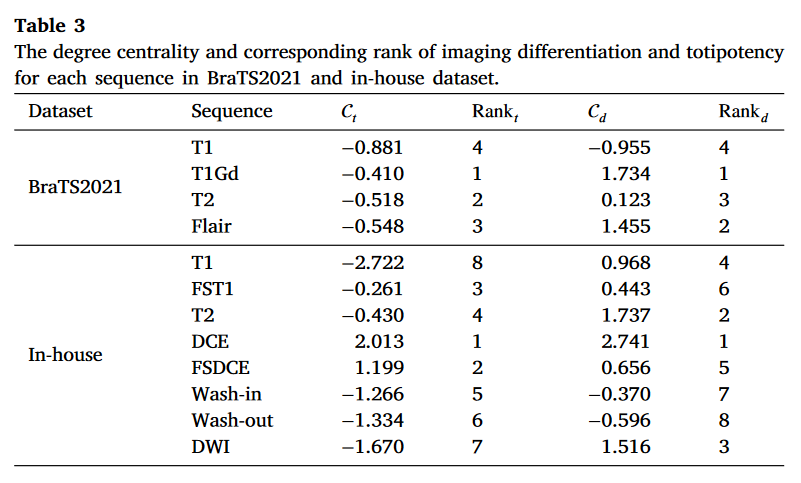 Table 3
The degree centrality and corresponding rank of imaging differentiation and totipotency
for each sequence in BraTS2021 and in-house dataset.
Dataset Sequence C_t Rank_t C_d Rank_d
BraTS2021
T1 −0.881 4 −0.955 4
T1Gd −0.410 1 1.734 1
T2 −0.518 2 0.123 3
Flair −0.548 3 1.455 2
In-house
T1 −2.722 8 0.968 4
FST1 −0.261 3 0.443 6
T2 −0.430 4 1.737 2
DCE 2.013 1 2.741 1
FSDCE 1.199 2 0.656 5
Wash-in −1.266 5 −0.370 7
Wash-out −1.334 6 −0.596 8
DWI −1.670 7 1.516 3